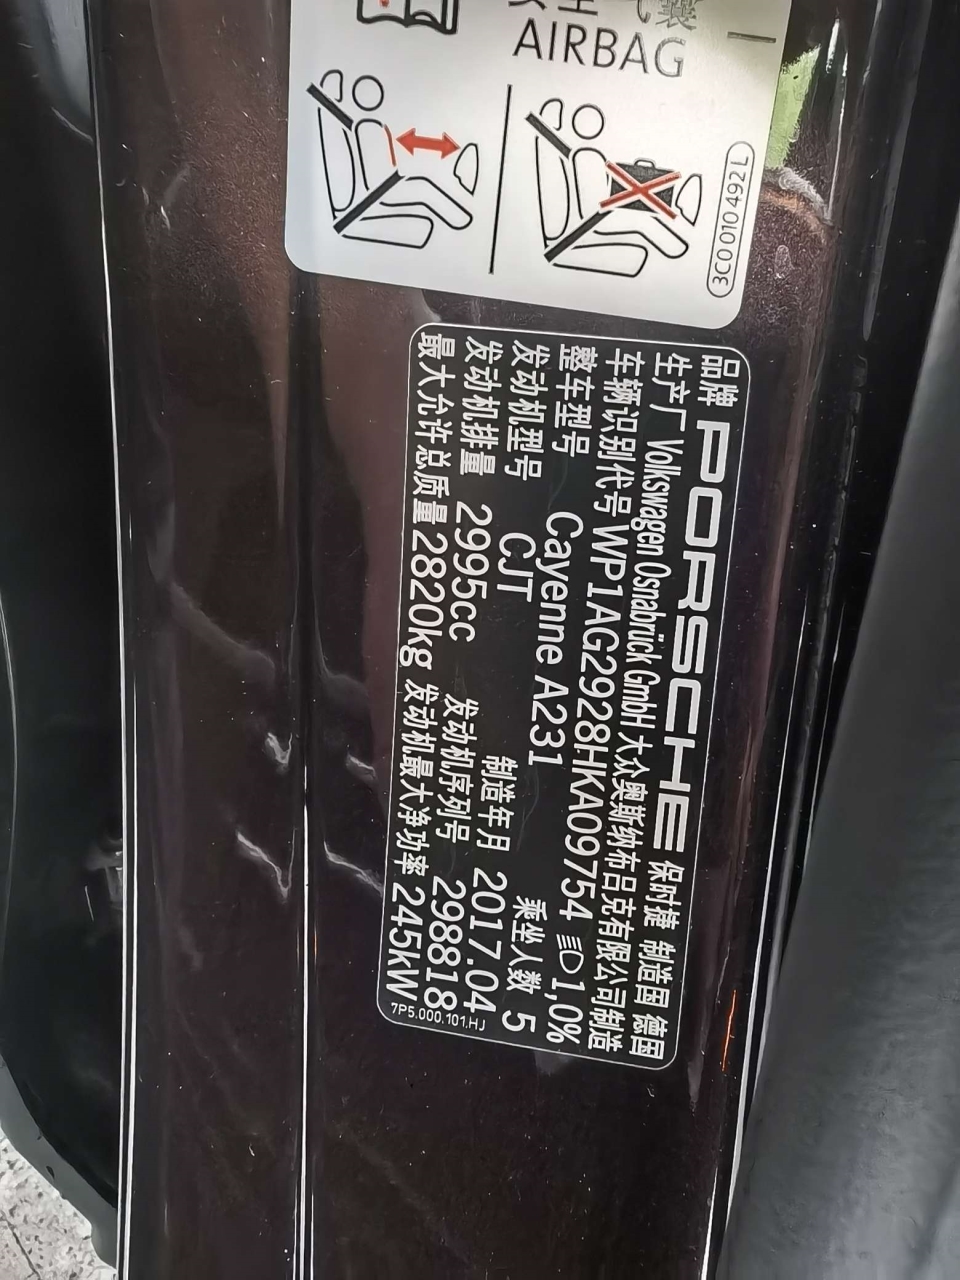 AIRBAG
3C0 010 492 L
品牌 PORSCHE 保时捷 制造国 德国
生产厂 Volkswagen Osnabrück GmbH 大众奥斯纳布吕克有限公司制造
车辆识别代号 WP1AG2928HKA09754 1,0%
整车型号 Cayenne A231 乘坐人数 5
发动机型号 CJT 制造年月 2017.04
发动机排量 2995cc 发动机序列号 298818
最大允许总质量 2820kg 发动机最大净功率 245kW
7P5.000.101.HJ